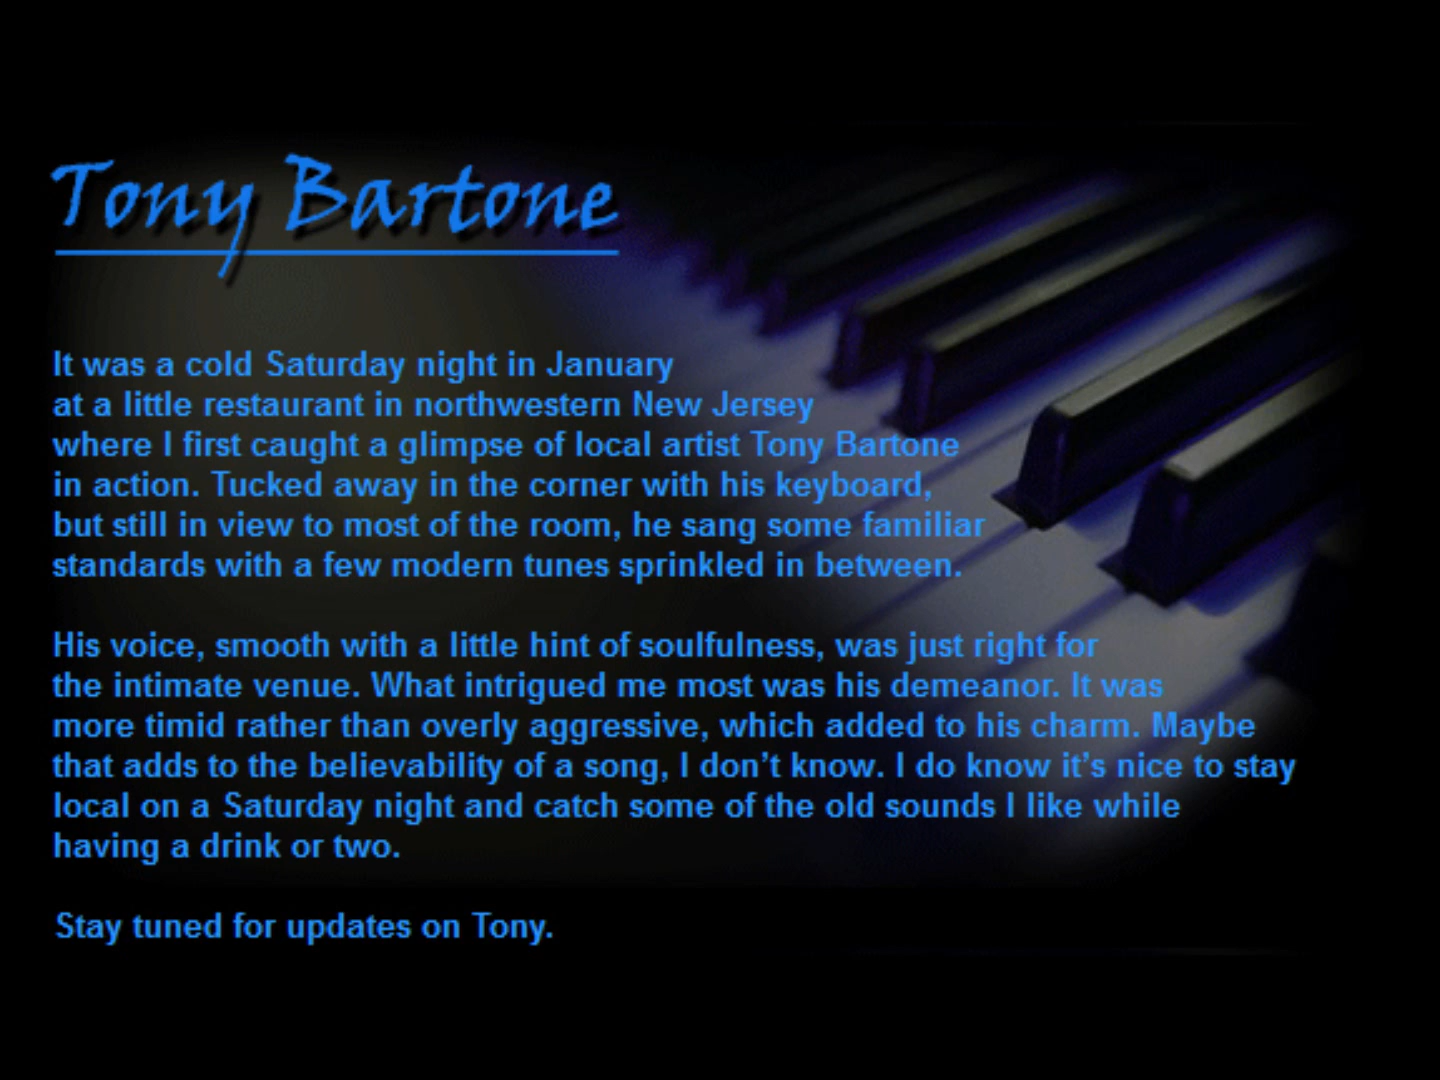 Tony Bartone
It was a cold Saturday night in January
at a little restaurant in northwestern New Jersey
where I first caught a glimpse of local artist Tony Bartone
in action. Tucked away in the corner with his keyboard,
but still in view to most of the room, he sang some familiar
standards with a few modern tunes sprinkled in between.
His voice, smooth with a little hint of soulfulness, was just right for
the intimate venue. What intrigued me most was his demeanor. It was
more timid rather than overly aggressive, which added to his charm. Maybe
that adds to the believability of a song, I don’t know. I do know it’s nice to stay
local on a Saturday night and catch some of the old sounds I like while
having a drink or two.
Stay tuned for updates on Tony.